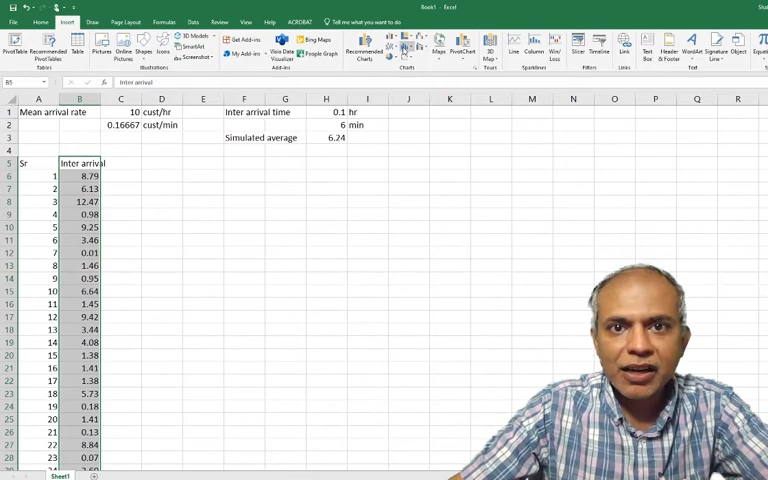 Book1 - Excel
File Home Insert Draw Page Layout Formulas Data Review View Help ACROBAT Tell me what you want to do
PivotTable Recommended PivotTables Table
Tables
Pictures Online Pictures Shapes Icons
3D Models
SmartArt
Screenshot
Illustrations
Get Add-ins
My Add-ins
Visio Data Visualizer
Bing Maps
People Graph
Add-ins
Recommended Charts
Maps PivotChart
Charts
3D Map
Tours
Line Column Win/ Loss
Sparklines
Slicer Timeline
Filters
Link
Links
Text Box Header & Footer WordArt Signature Line Object
Text
B5 Inter arrival
A B C D E F G H I J K L M N O P Q R
1 Mean arrival rate 10 cust/hr Inter arrival time 0.1 hr
2 0.16667 cust/min 6 min
3 Simulated average 6.24
4
5 Sr Inter arrival
6 1 8.79
7 2 6.13
8 3 12.47
9 4 0.98
10 5 9.25
11 6 3.46
12 7 0.01
13 8 1.46
14 9 0.95
15 10 6.64
16 11 1.45
17 12 9.42
18 13 3.44
19 14 4.08
20 15 1.38
21 16 1.41
22 17 1.38
23 18 5.73
24 19 0.18
25 20 1.41
26 21 0.13
27 22 8.84
28 23 0.07
Sheet1